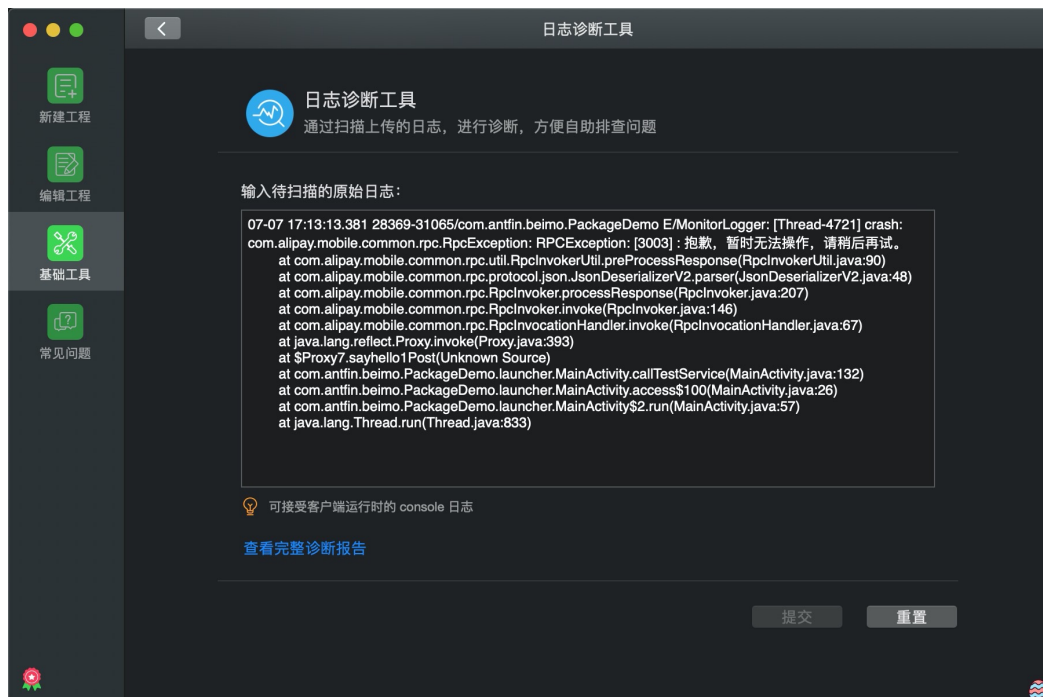 日志诊断工具
新建工程
编辑工程
基础工具
常见问题
日志诊断工具
通过扫描上传的日志，进行诊断，方便自助排查问题
输入待扫描的原始日志：
07-07 17:13:13.381 28369-31065/com.antfin.beimo.PackageDemo E/MonitorLogger: [Thread-4721] crash:
com.alipay.mobile.common.rpc.RpcException: RPCException: [3003] : 抱歉，暂时无法操作，请稍后再试。
at com.alipay.mobile.common.rpc.util.RpcInvokerUtil.preProcessResponse(RpcInvokerUtil.java:90)
at com.alipay.mobile.common.rpc.protocol.json.JsonDeserializerV2.parser(JsonDeserializerV2.java:48)
at com.alipay.mobile.common.rpc.RpcInvoker.processResponse(RpcInvoker.java:207)
at com.alipay.mobile.common.rpc.RpcInvoker.invoke(RpcInvoker.java:146)
at com.alipay.mobile.common.rpc.RpcInvocationHandler.invoke(RpcInvocationHandler.java:67)
at java.lang.reflect.Proxy.invoke(Proxy.java:393)
at $Proxy7.sayhello1Post(Unknown Source)
at com.antfin.beimo.PackageDemo.launcher.MainActivity.callTestService(MainActivity.java:132)
at com.antfin.beimo.PackageDemo.launcher.MainActivity.access$100(MainActivity.java:26)
at com.antfin.beimo.PackageDemo.launcher.MainActivity$2.run(MainActivity.java:57)
at java.lang.Thread.run(Thread.java:833)
可接受客户端运行时的 console 日志
查看完整诊断报告
提交
重置